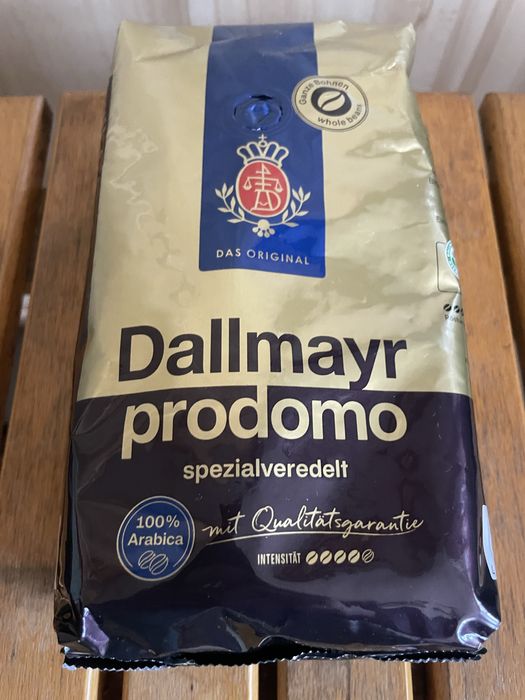 Ganze Bohnen
whole beans
DAS ORIGINAL
Dallmayr
prodomo
spezialveredelt
100%
Arabica
mit Qualitätsgarantie
INTENSITÄT